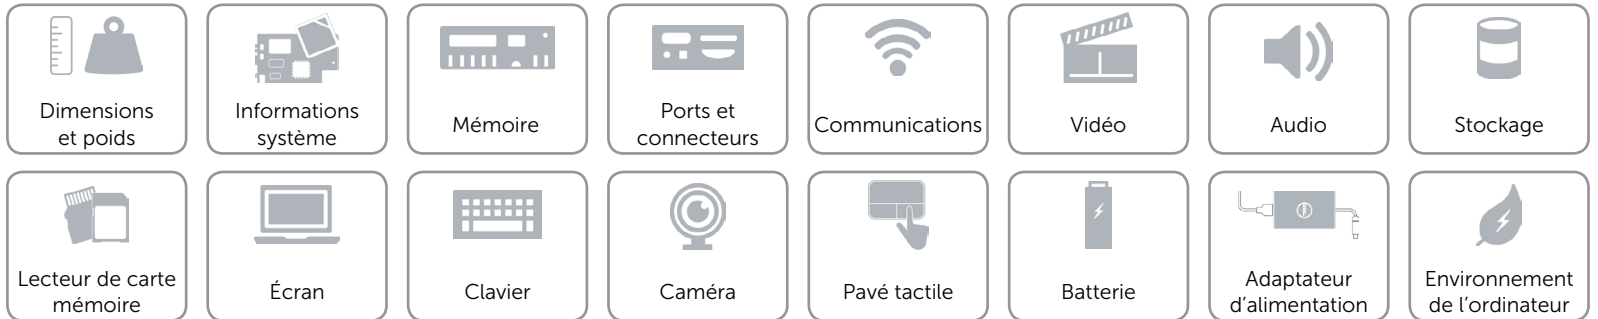 Dimensions
et poids
Informations
système
Mémoire
Ports et
connecteurs
Communications
Vidéo
Audio
Stockage
Lecteur de carte
mémoire
Écran
Clavier
Caméra
Pavé tactile
Batterie
Adaptateur
d’alimentation
Environnement
de l’ordinateur